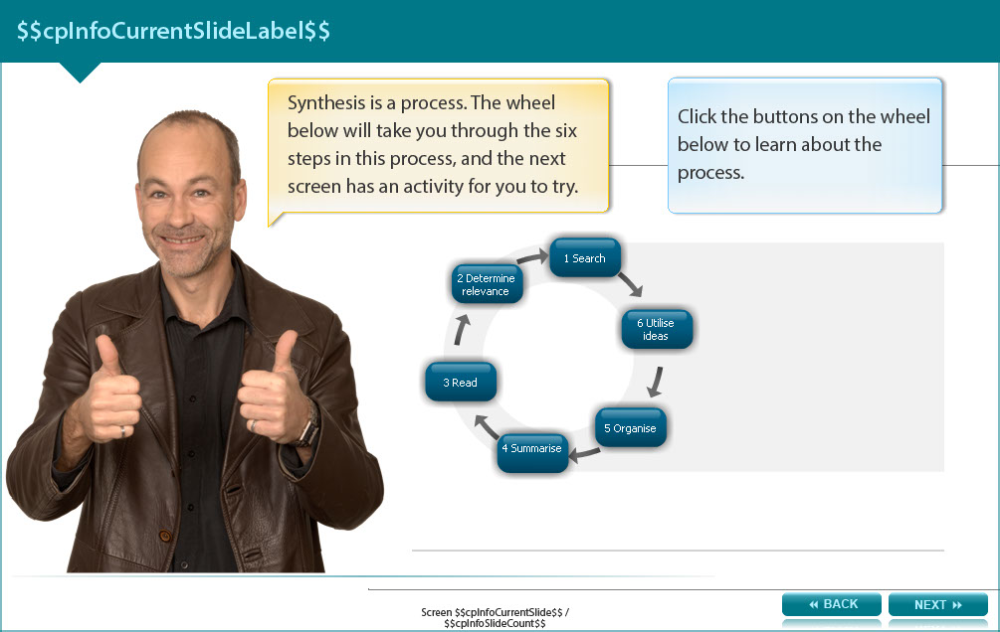 $$cpInfoCurrentSlideLabel$$
Synthesis is a process. The wheel
below will take you through the six
steps in this process, and the next
screen has an activity for you to try.
Click the buttons on the wheel
below to learn about the
process.
1 Search
2 Determine
relevance
6 Utilise
ideas
3 Read
5 Organise
4 Summarise
Screen $$cpInfoCurrentSlide$$ /
$$cpInfoSlideCount$$
BACK
NEXT